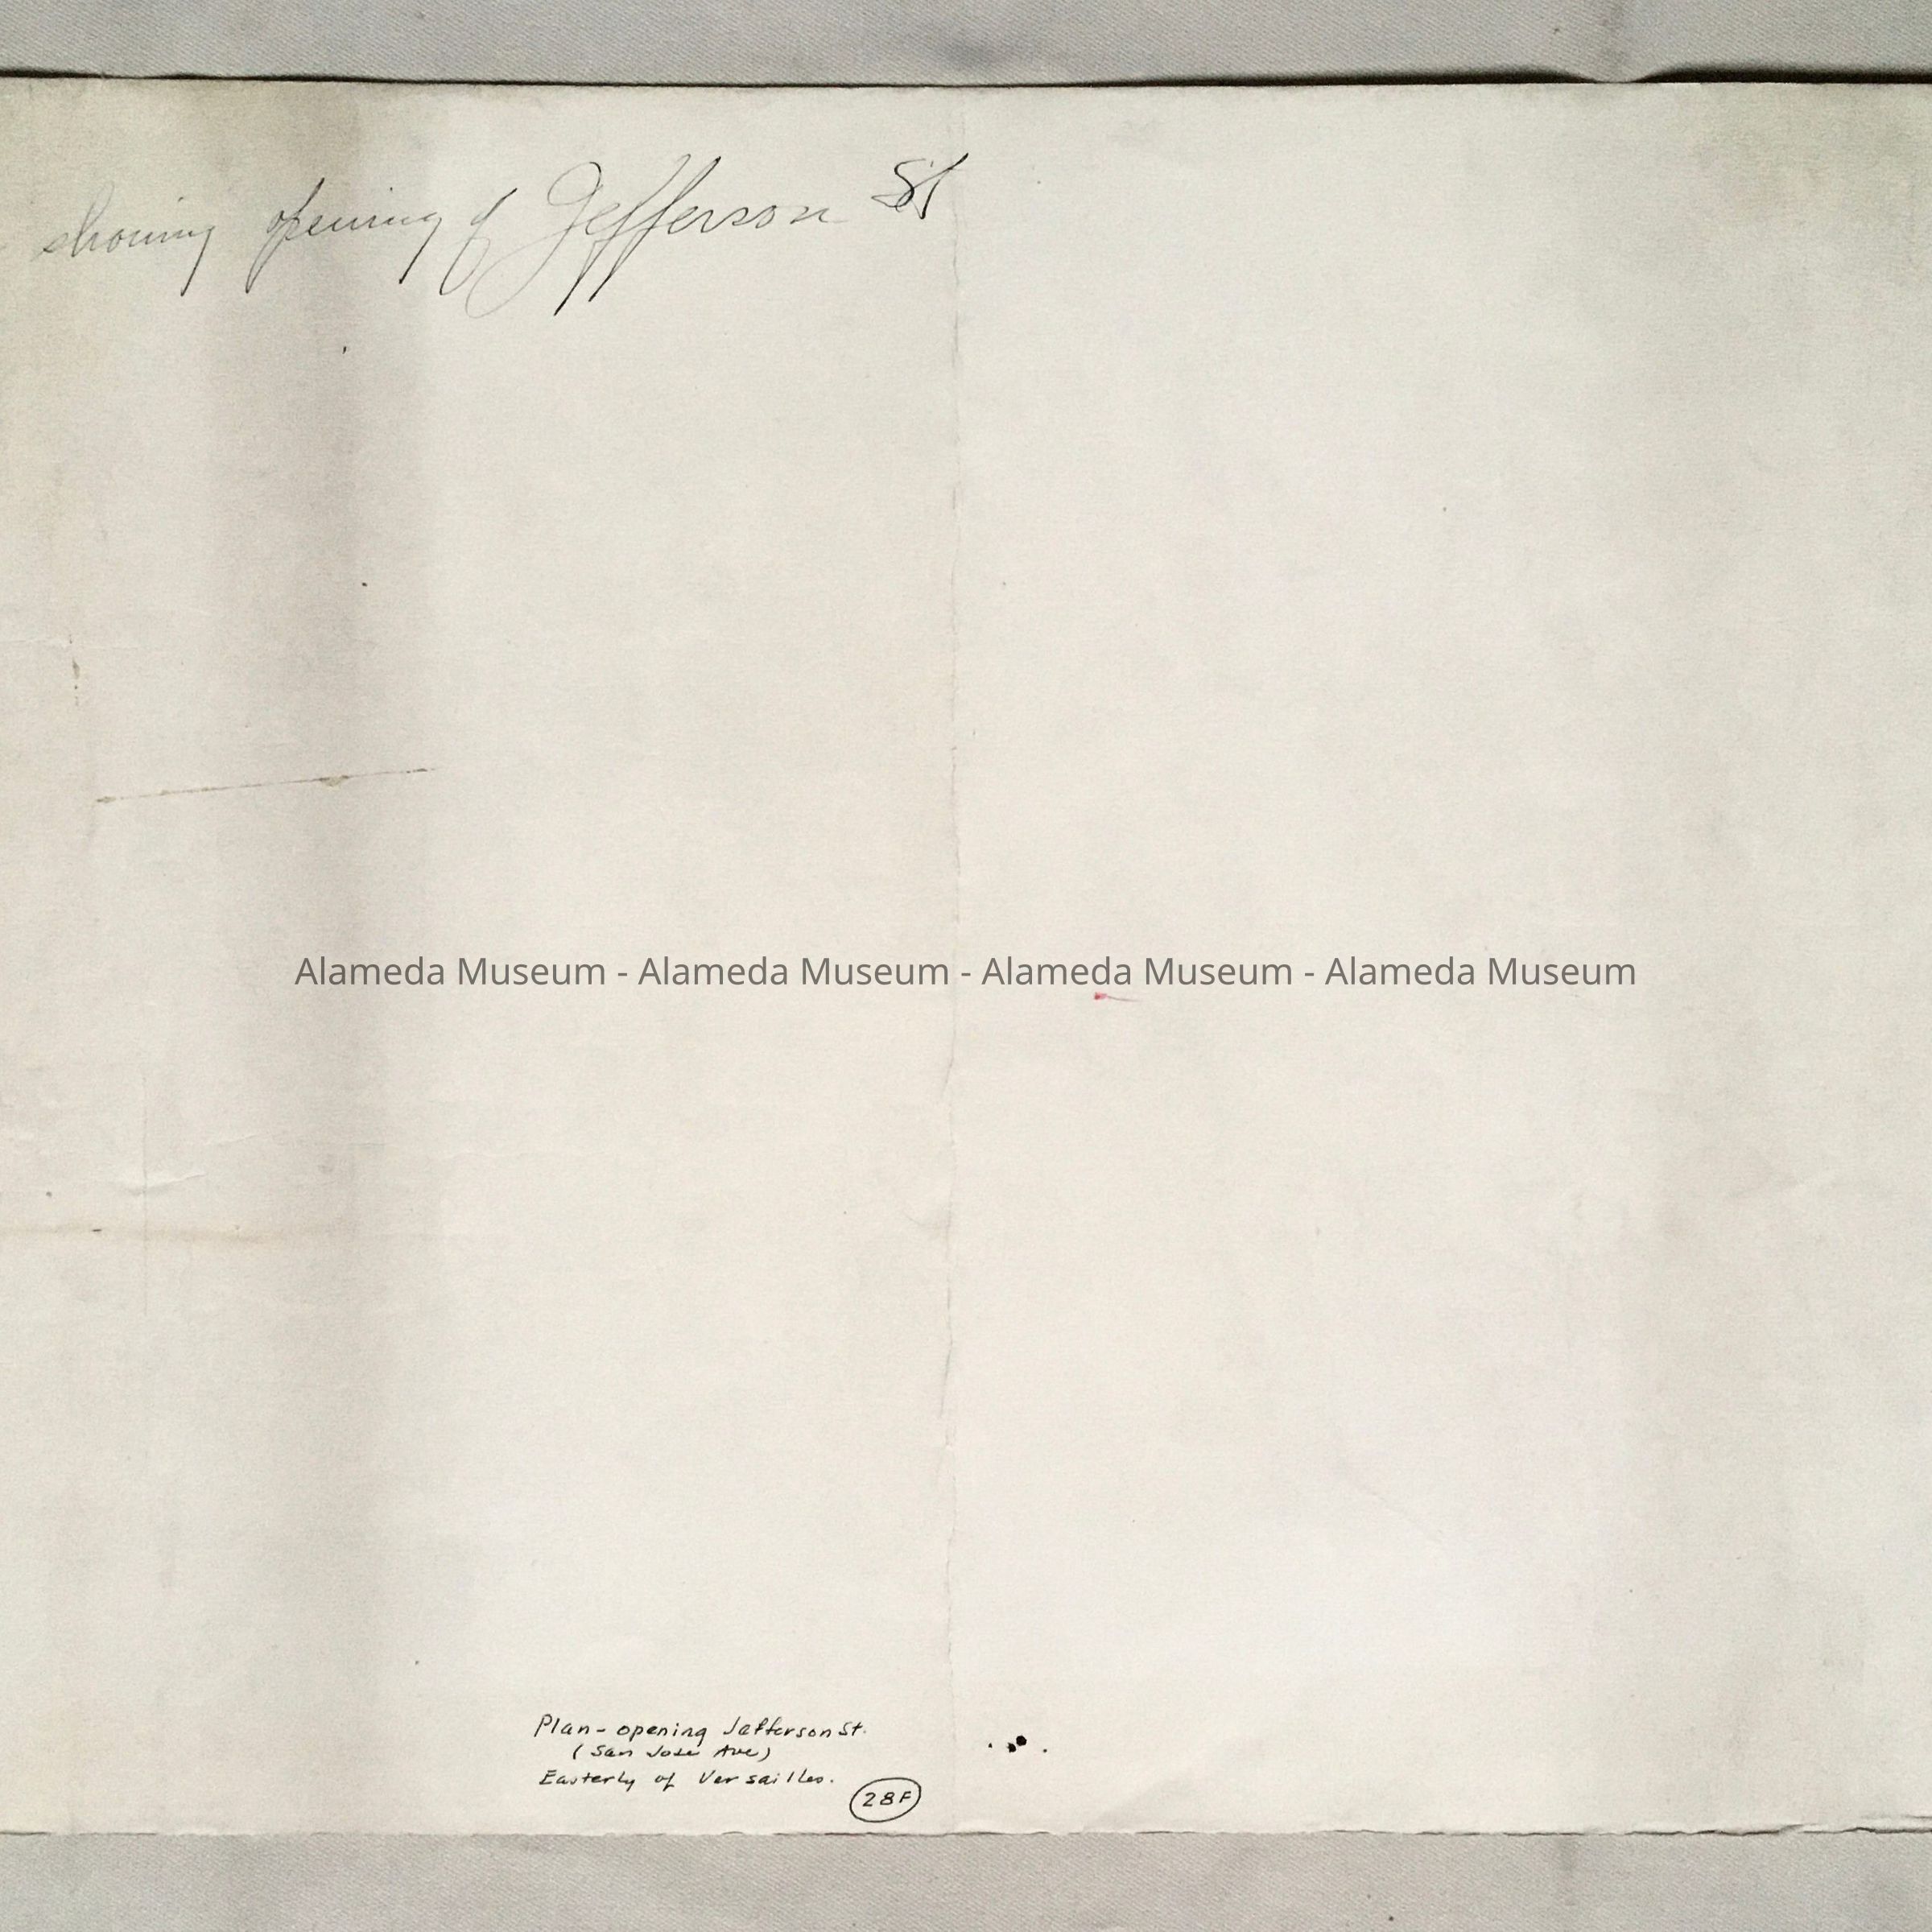 showing opening of Jefferson St
Alameda Museum - Alameda Museum - Alameda Museum - Alameda Museum
Plan - opening Jefferson St.
(San Jose Ave)
Easterly of Versailles.
28F